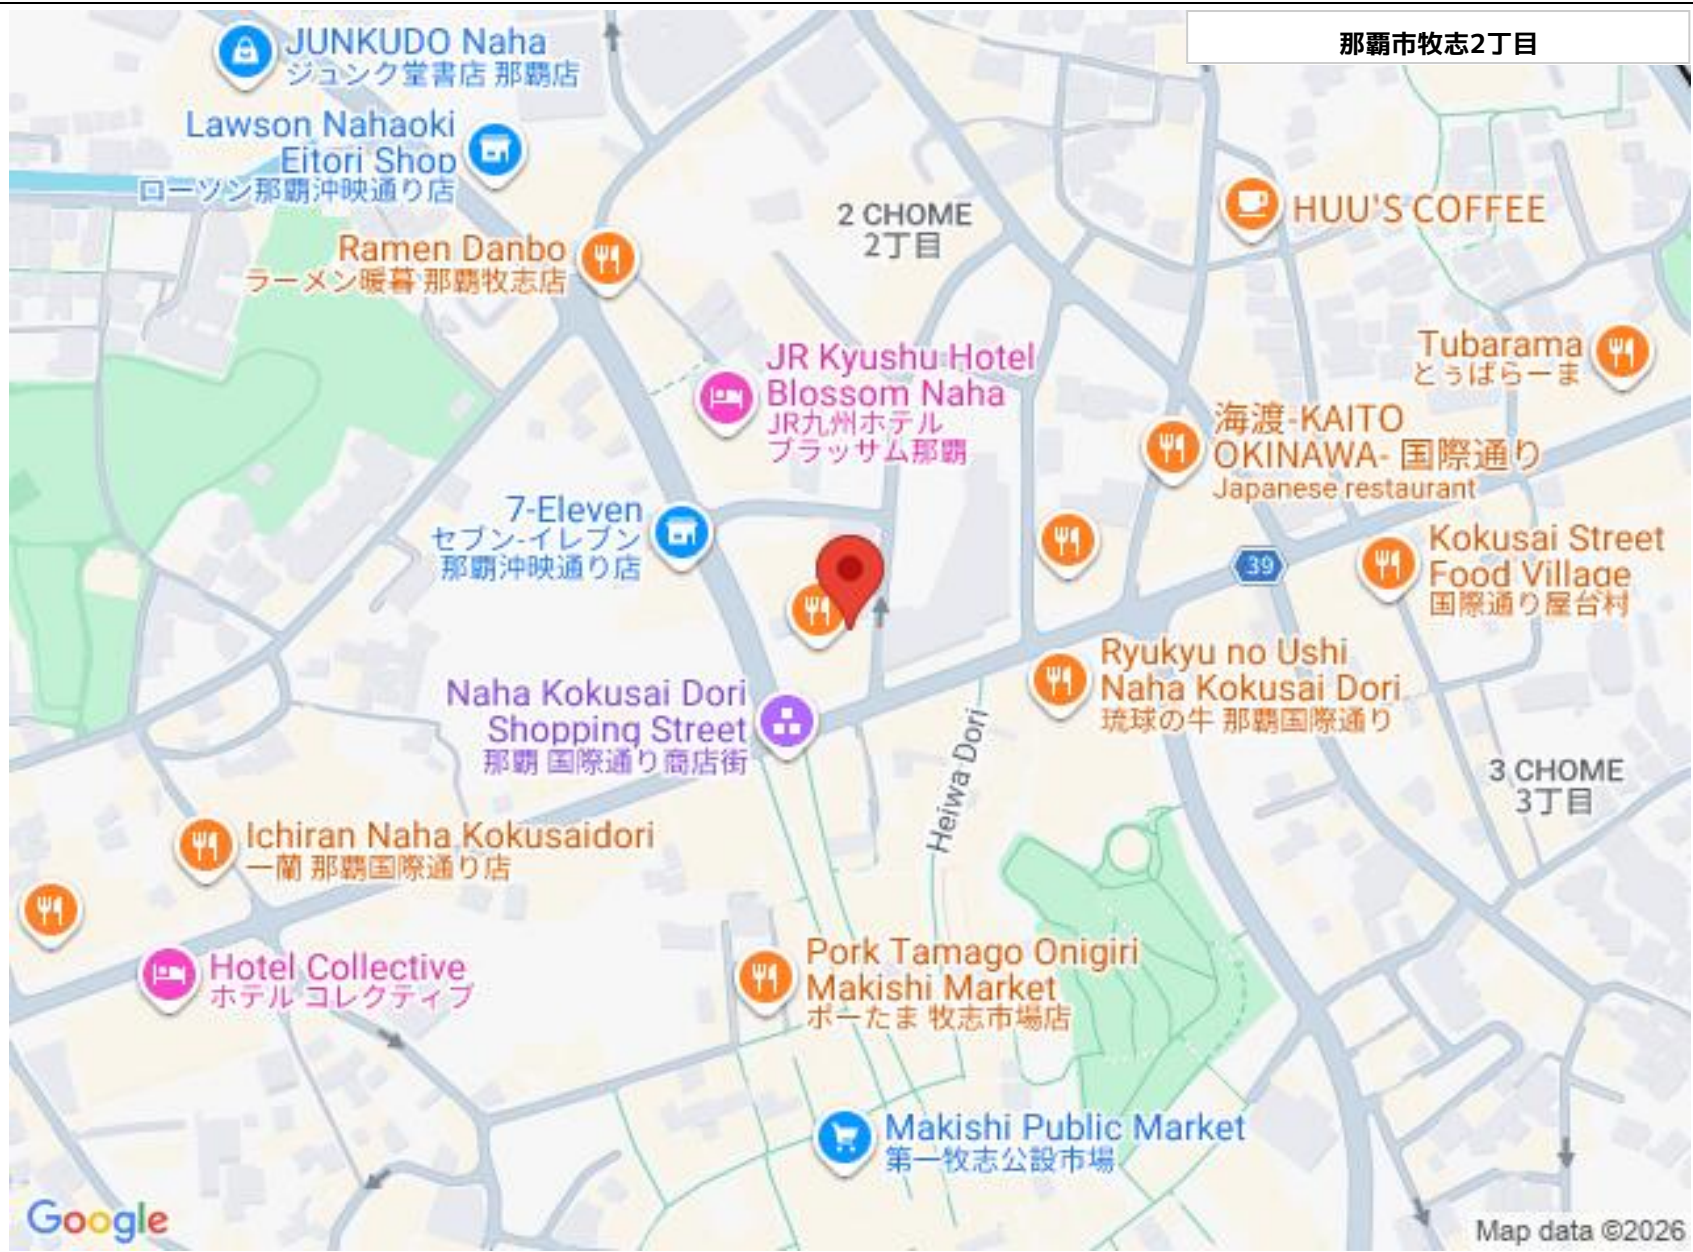 那覇市牧志2丁目
JUNKUDO Naha
ジュンク堂書店 那覇店
Lawson Nahaoki
Eitori Shop
ローソン那覇沖映通り店
2 CHOME
2丁目
HUU'S COFFEE
Ramen Danbo
ラーメン暖暮 那覇牧志店
Tubarama
とぅばらーま
JR Kyushu Hotel
Blossom Naha
JR九州ホテル
ブラッサム那覇
海渡-KAITO
OKINAWA- 国際通り
Japanese restaurant
7-Eleven
セブン-イレブン
那覇沖映通り店
39
Kokusai Street
Food Village
国際通り屋台村
Ryukyu no Ushi
Naha Kokusai Dori
琉球の牛 那覇国際通り
Naha Kokusai Dori
Shopping Street
那覇 国際通り商店街
Heiwa Dori
3 CHOME
3丁目
Ichiran Naha Kokusaidori
一蘭 那覇国際通り店
Hotel Collective
ホテル コレクティブ
Pork Tamago Onigiri
Makishi Market
ポーたま 牧志市場店
Makishi Public Market
第一牧志公設市場
Google
Map data ©2026